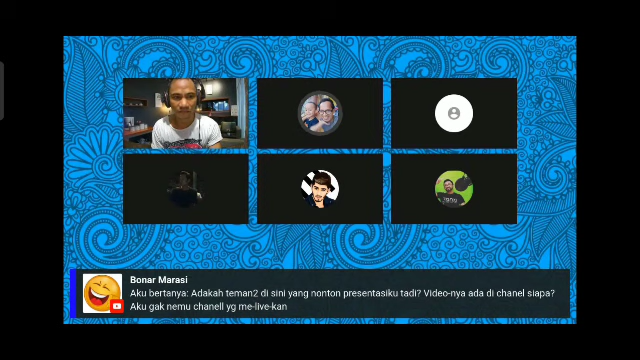 Bonar Marasi
Aku bertanya: Adakah teman2 di sini yang nonton presentasiku tadi? Video-nya ada di chanel siapa?
Aku gak nemu chanell yg me-live-kan